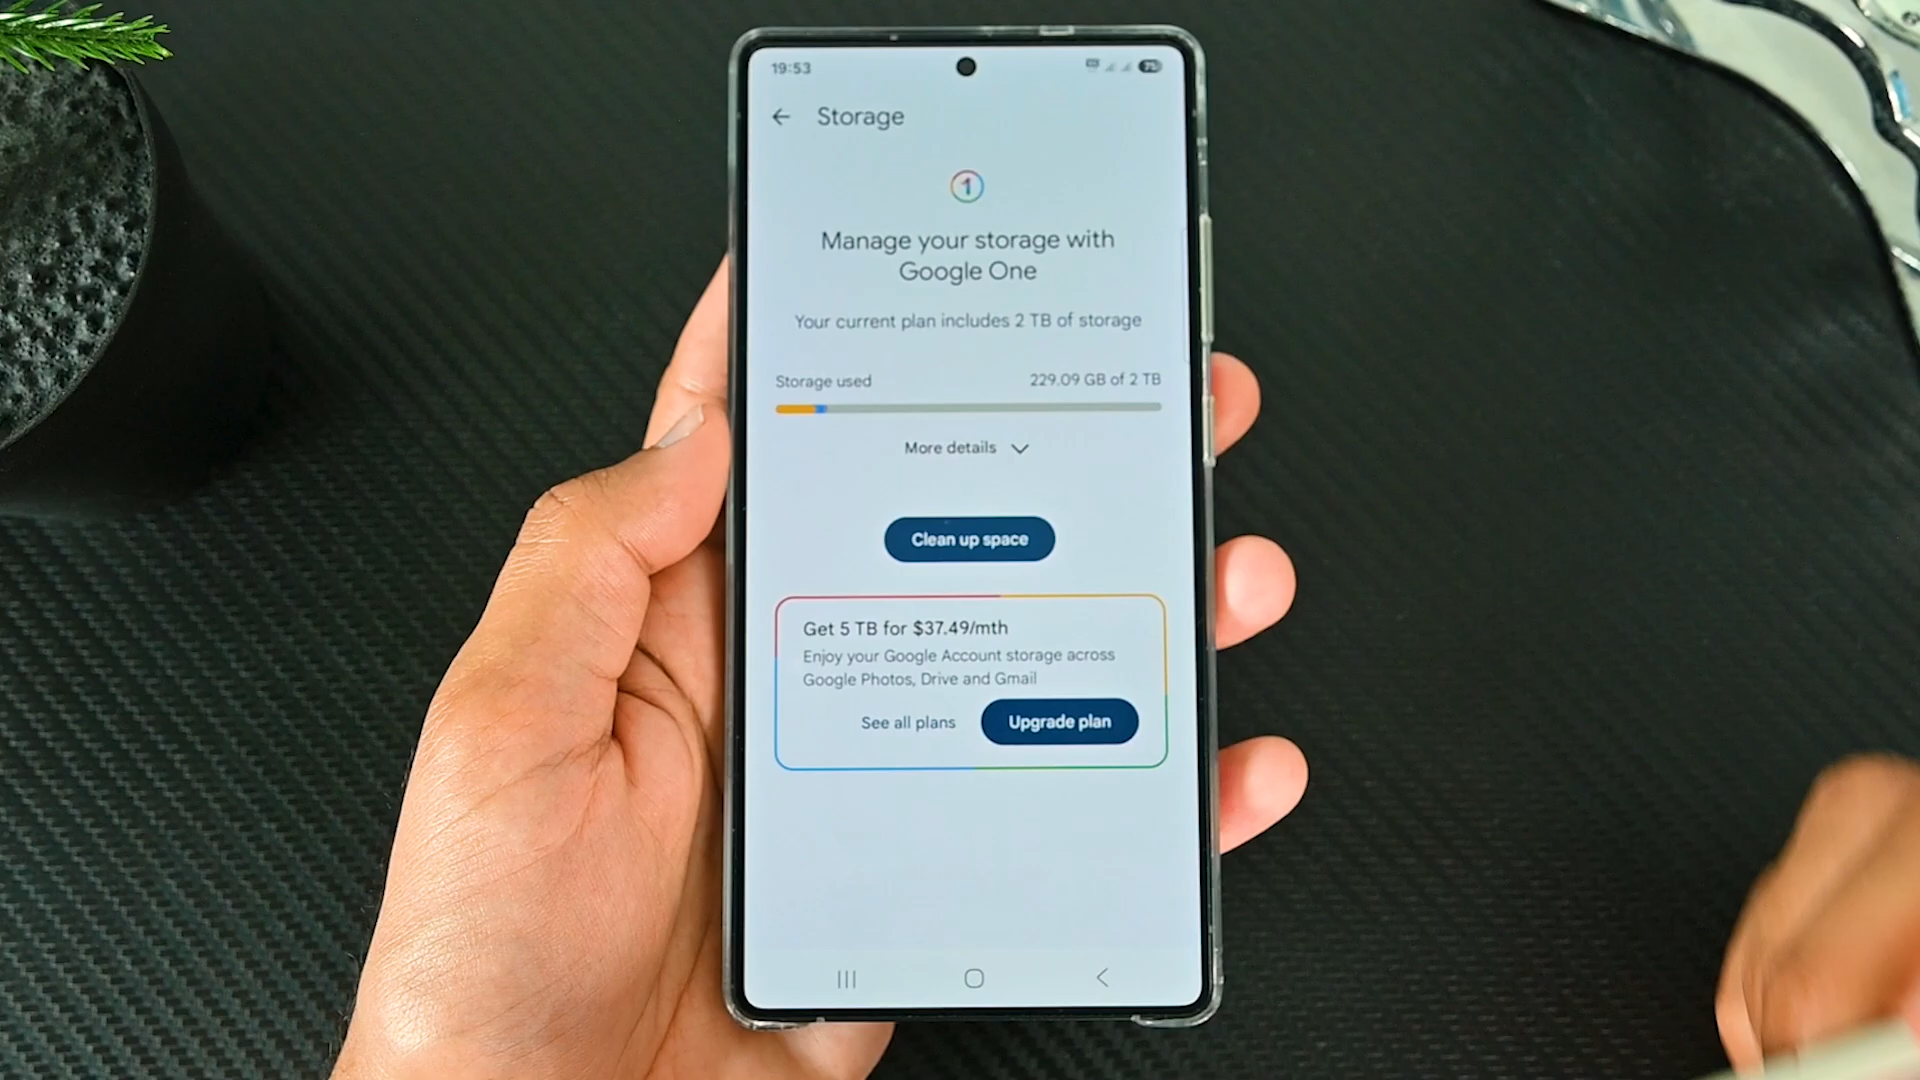 19:53
75
Storage
1
Manage your storage with
Google One
Your current plan includes 2 TB of storage
Storage used
229.09 GB of 2 TB
More details
Clean up space
Get 5 TB for $37.49/mth
Enjoy your Google Account storage across
Google Photos, Drive and Gmail
See all plans
Upgrade plan